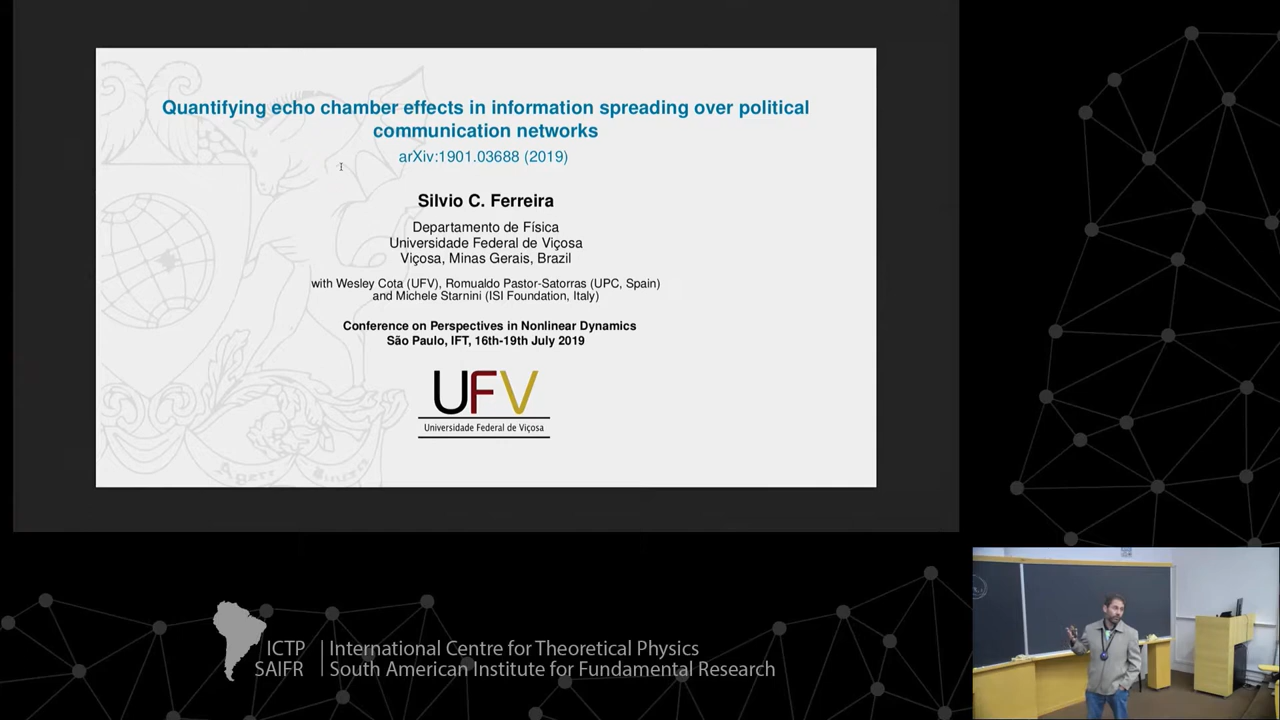 Quantifying echo chamber effects in information spreading over political
communication networks
arXiv:1901.03688 (2019)
Silvio C. Ferreira
Departamento de Física
Universidade Federal de Viçosa
Viçosa, Minas Gerais, Brazil
with Wesley Cota (UFV), Romualdo Pastor-Satorras (UPC, Spain)
and Michele Starnini (ISI Foundation, Italy)
Conference on Perspectives in Nonlinear Dynamics
São Paulo, IFT, 16th-19th July 2019
UFV
Universidade Federal de Viçosa
ICTP International Centre for Theoretical Physics
SAIFR South American Institute for Fundamental Research